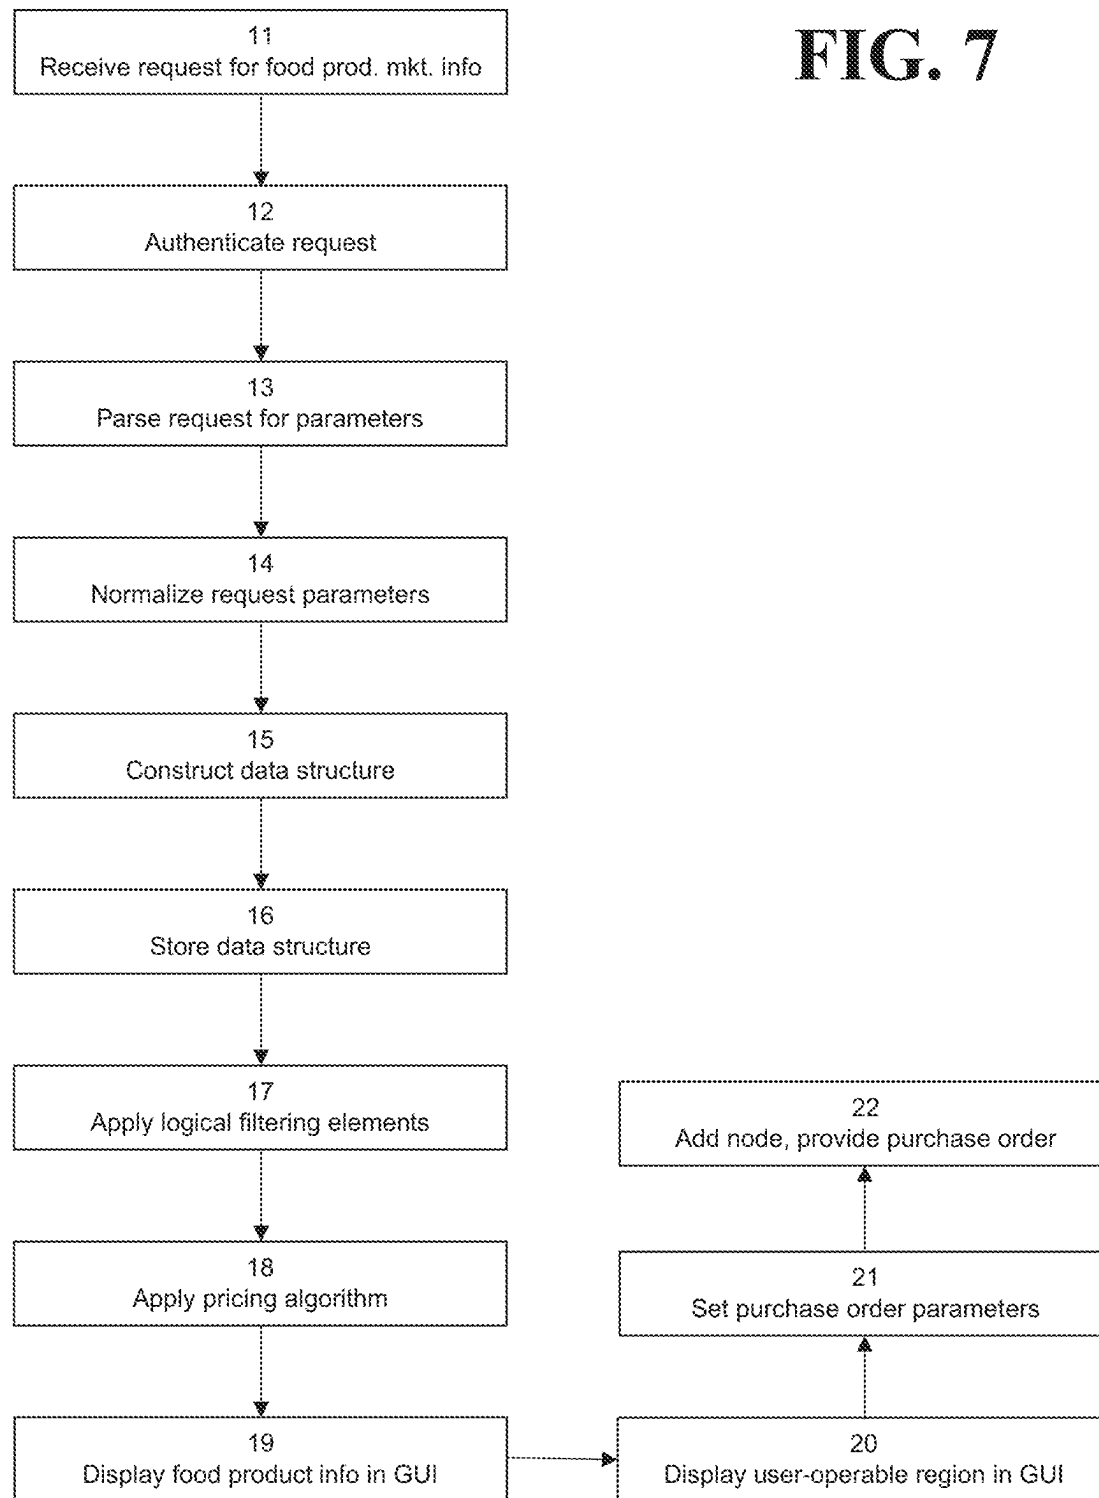 FIG. 7
11
Receive request for food prod. mkt. info
12
Authenticate request
13
Parse request for parameters
14
Normalize request parameters
15
Construct data structure
16
Store data structure
17
Apply logical filtering elements
18
Apply pricing algorithm
19
Display food product info in GUI
20
Display user-operable region in GUI
21
Set purchase order parameters
22
Add node, provide purchase order